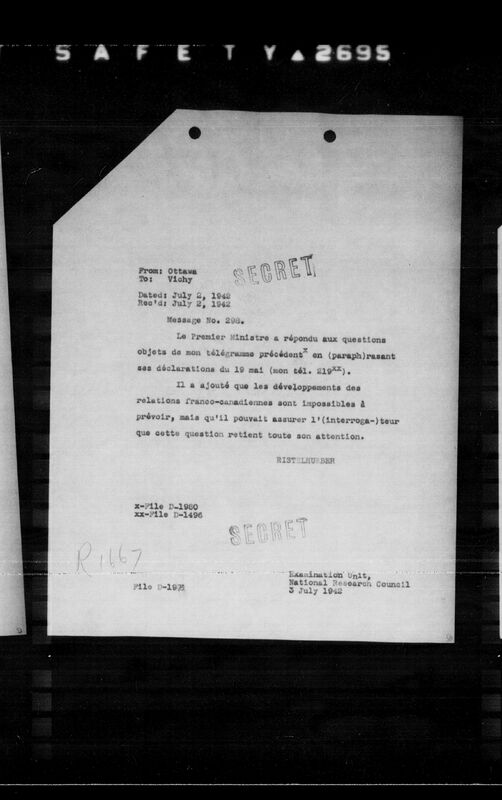 SAFETY▲2695
SECRET
From: Ottawa
To: Vichy
Dated: July 2, 1942
Rec'd: July 2, 1942
Message No. 298.
Le Premier Ministre a répondu aux questions
objets de mon télégramme précédentx en (paraph)rasant
ses déclarations du 19 mai (mon tél. 219xx).
Il a ajouté que les développements des
relations franco-canadiennes sont impossibles à
prévoir, mais qu'il pouvait assurer l'(interroga-)teur
que cette question retient toute son attention.
RISTELHUEBER
x-File D-1980
xx-File D-1496
SECRET
R1667
Examination Unit,
National Research Council
3 July 1942
File